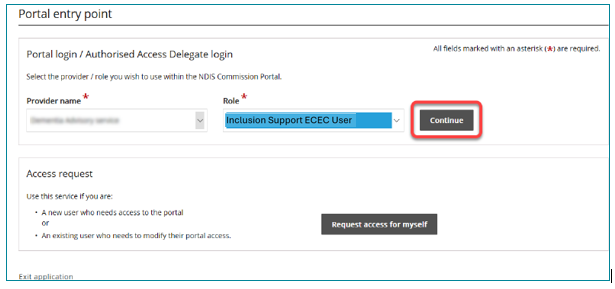 Portal entry point
Portal login / Authorised Access Delegate login
All fields marked with an asterisk (*) are required.
Select the provider / role you wish to use within the NDIS Commission Portal.
Provider name *
Role *
Inclusion Support ECEC User
Continue
Access request
Use this service if you are:
• A new user who needs access to the portal
or
• An existing user who needs to modify their portal access.
Request access for myself
Exit application